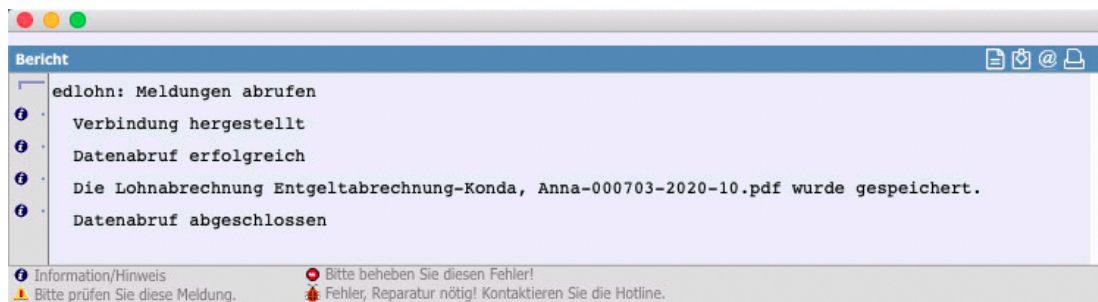 Bericht
edlohn: Meldungen abrufen
Verbindung hergestellt
Datenabruf erfolgreich
Die Lohnabrechnung Entgeltabrechnung-Konda, Anna-000703-2020-10.pdf wurde gespeichert.
Datenabruf abgeschlossen
Information/Hinweis
Bitte beheben Sie diesen Fehler!
Bitte prüfen Sie diese Meldung.
Fehler, Reparatur nötig! Kontaktieren Sie die Hotline.